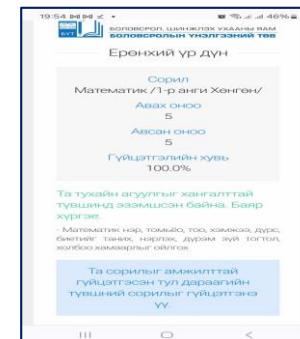 19:54
46%
БҮТ
БОЛОВСРОЛ, ШИНЖЛЭХ УХААНЫ ЯАМ
БОЛОВСРОЛЫН ҮНЭЛГЭЭНИЙ ТӨВ
Ерөнхий үр дүн
Сорил
Математик /1-р анги Хөнгөн/
Авах оноо
5
Авсан оноо
5
Гүйцэтгэлийн хувь
100.0%
Та тухайн агуулгыг хангалттай
түвшинд эзэмшсэн байна. Баяр
хүргэе.
- Математик нэр, томьёо, тоо, хэмжээ, дүрс,
биетийг таних, нэрлэх, дүрэм зүй тогтол,
холбоо хамаарлыг ойлгох
Та сорилыг амжилттай
гүйцэтгэсэн тул дараагийн
түвшний сорилыг гүйцэтгэнэ
үү.